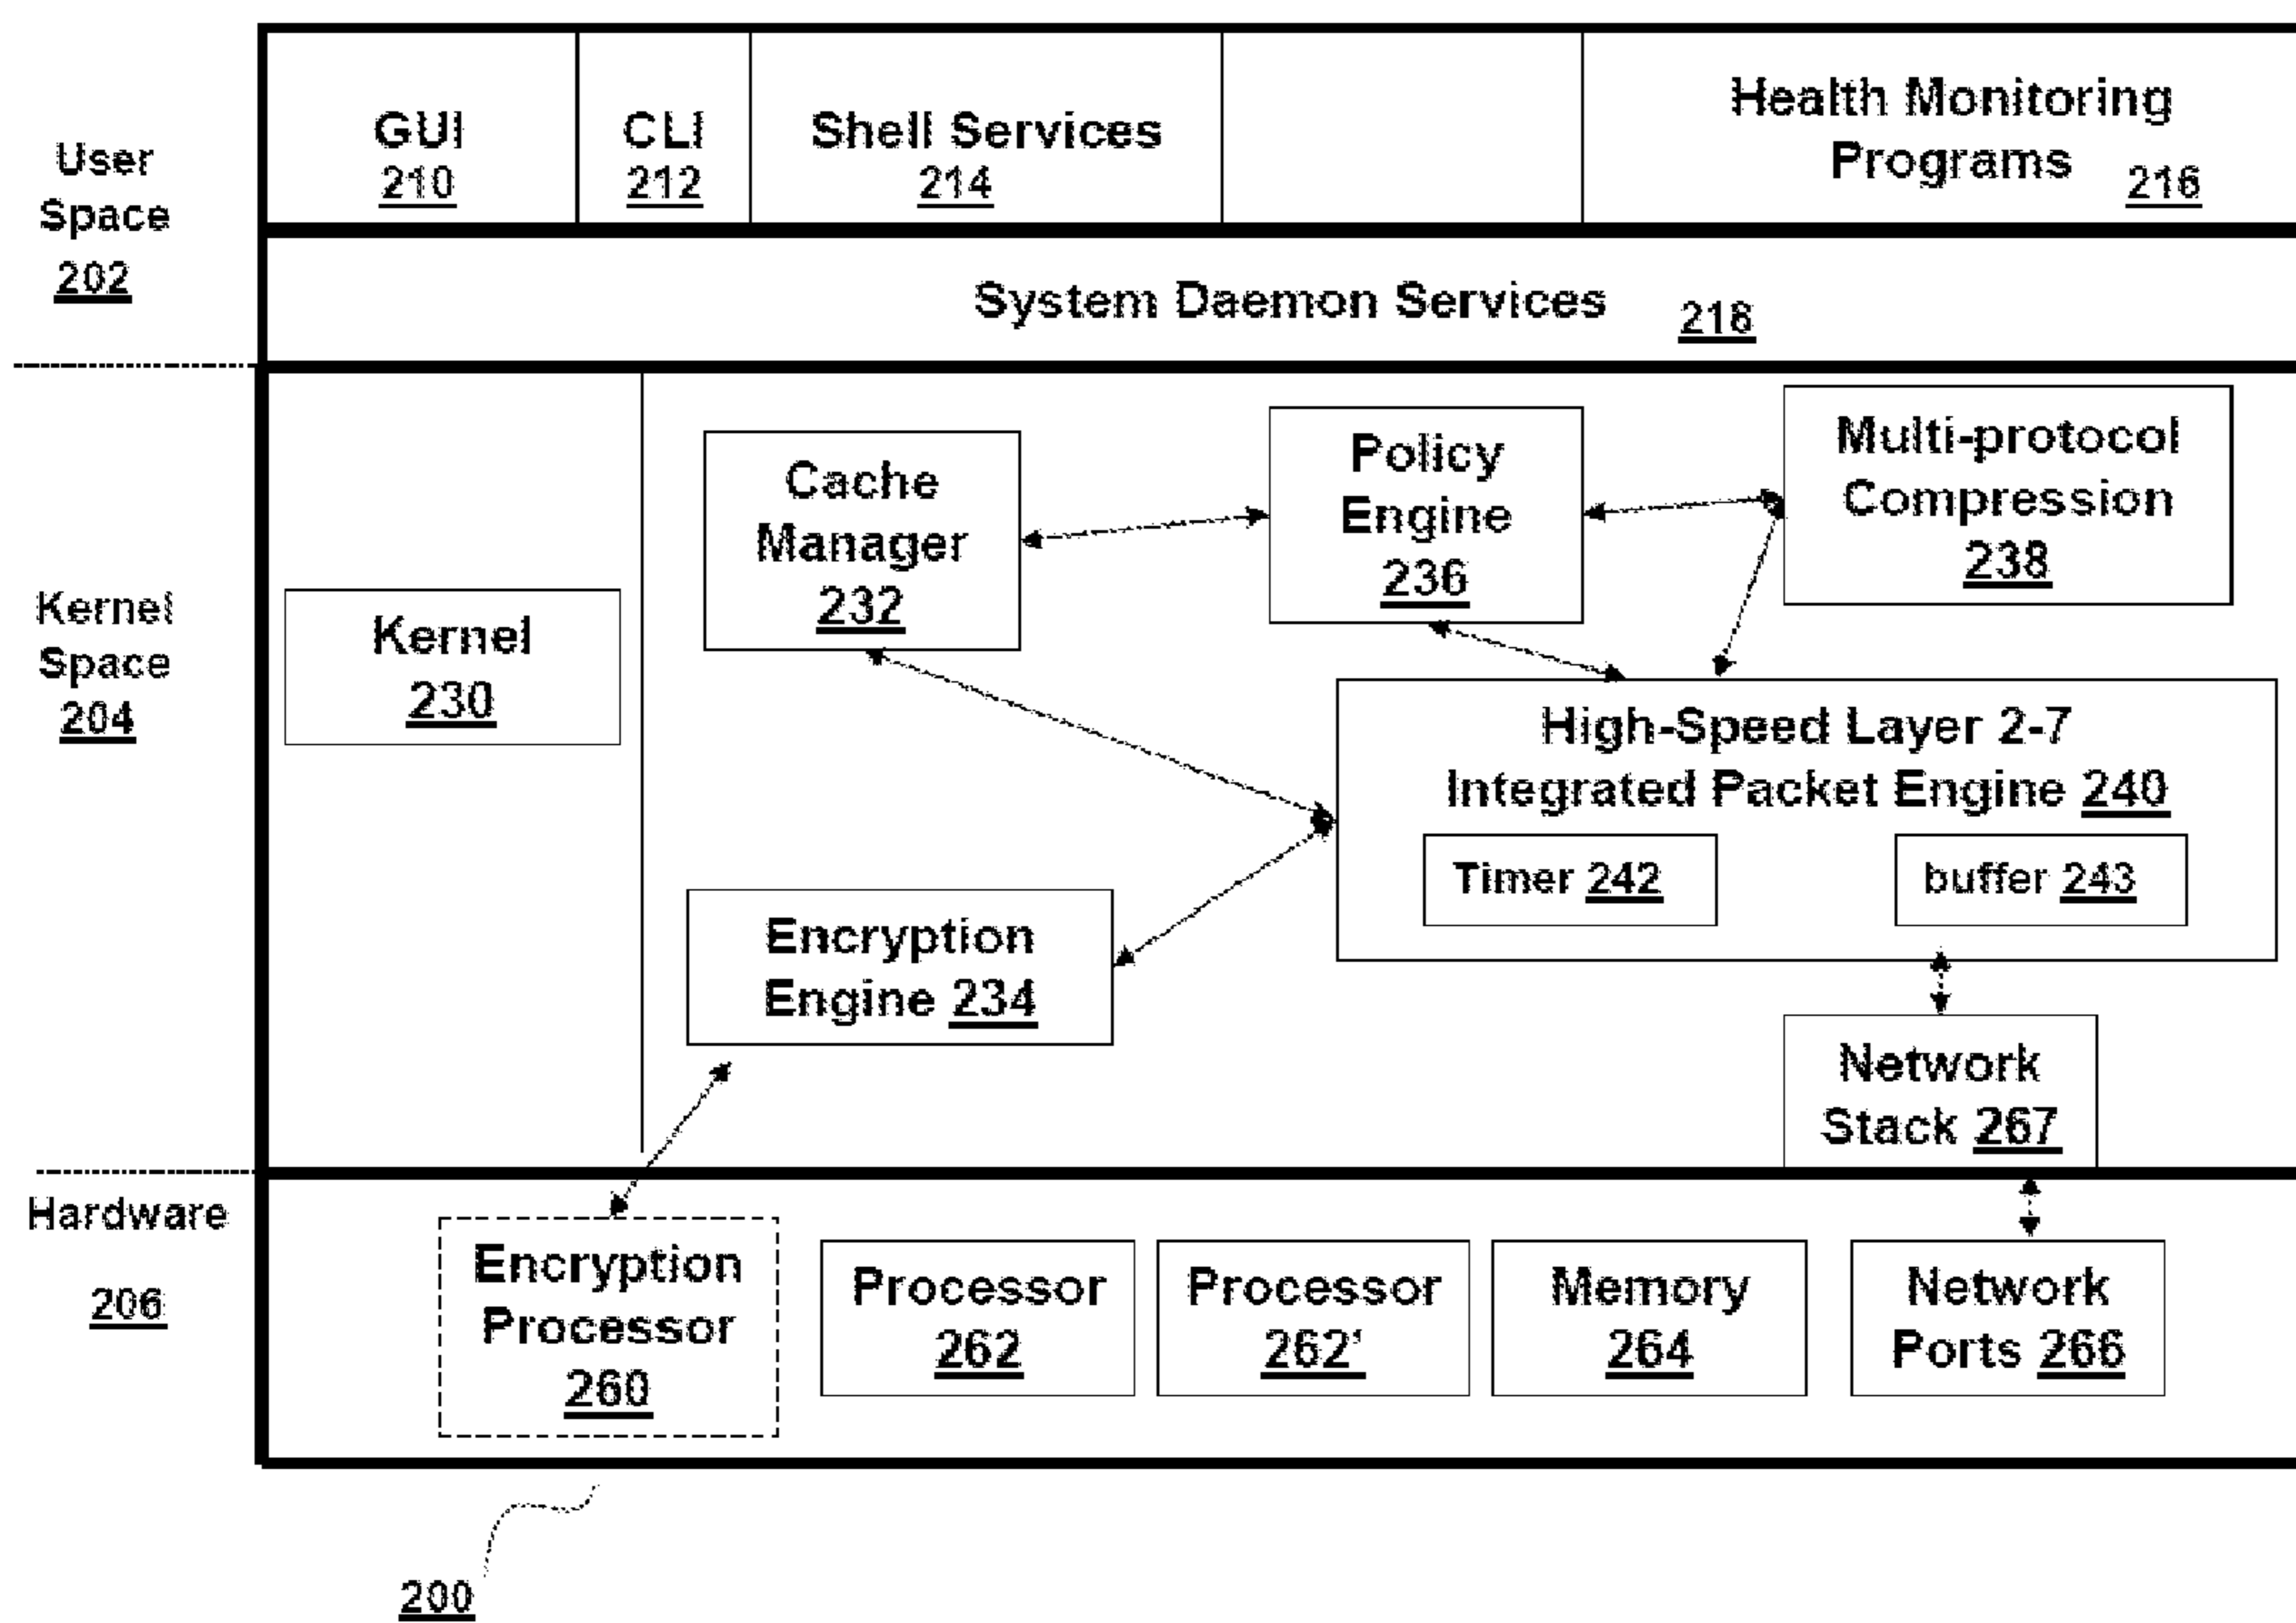 User
Space
202
GUI
210
CLI
212
Shell Services
214
Health Monitoring
Programs 216
System Daemon Services 218
Kernel
Space
204
Kernel
230
Cache
Manager
232
Policy
Engine
236
Multi-protocol
Compression
238
High-Speed Layer 2-7
Integrated Packet Engine 240
Timer 242
buffer 243
Encryption
Engine 234
Network
Stack 267
Hardware
206
Encryption
Processor
260
Processor
262
Processor
262'
Memory
264
Network
Ports 266
200